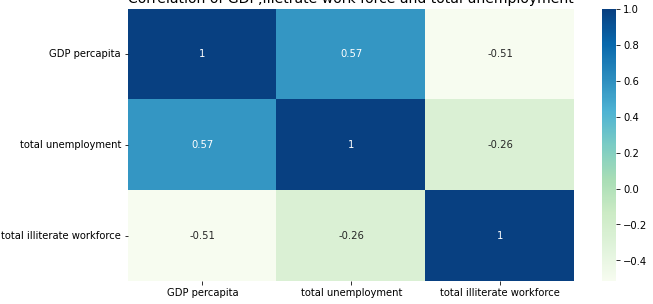 Correlation of GDP,illetrate work force and total unemployment
1.0
GDP percapita
1
0.57
-0.51
0.8
0.6
0.4
total unemployment
0.57
1
-0.26
0.2
0.0
−0.2
total illiterate workforce
-0.51
-0.26
1
−0.4
GDP percapita
total unemployment
total illiterate workforce